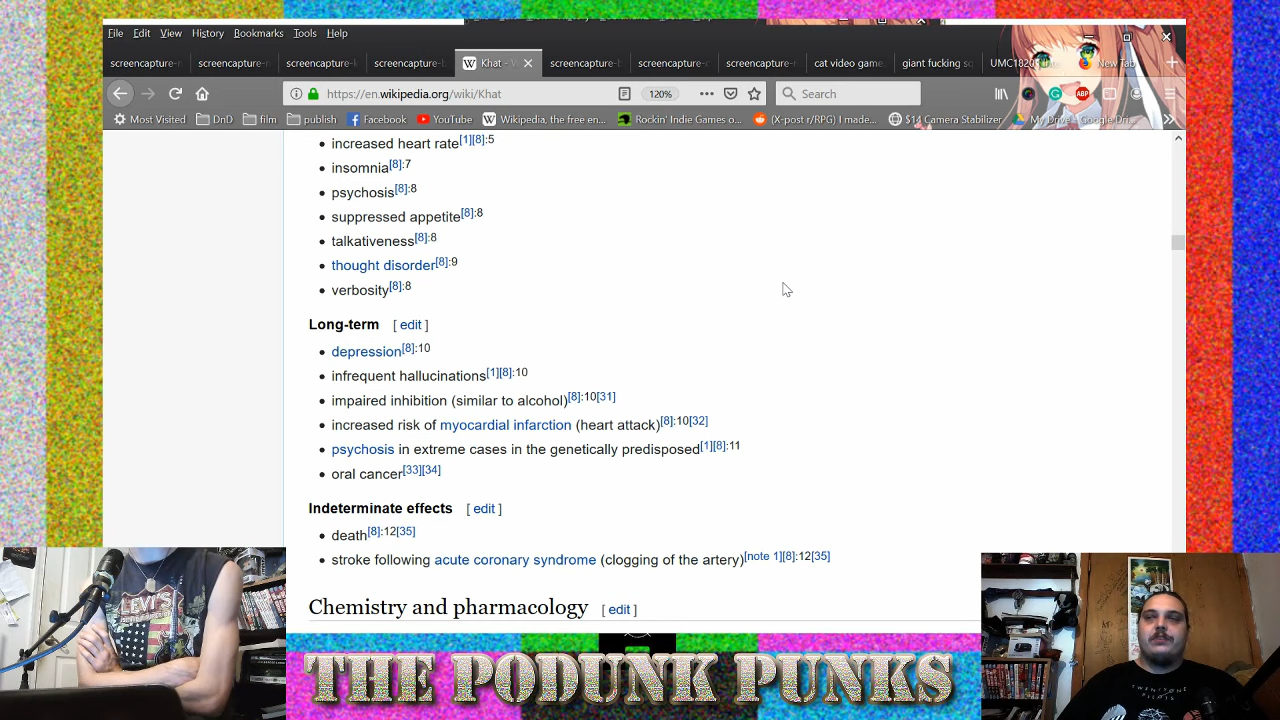 File Edit View History Bookmarks Tools Help
screencapture- screencapture- screencapture- screencapture- Khat - W screencapture- screencapture- screencapture- cat video game. giant fucking sq UMC1820 New Tab
https://en.wikipedia.org/wiki/Khat 120% Search
Most Visited DnD film publish Facebook YouTube Wikipedia, the free en... Rockin' Indie Games o... (X-post r/RPG) I made... $14 Camera Stabilizer My Drive - Google Dri...
• increased heart rate[1][8]:5
• insomnia[8]:7
• psychosis[8]:8
• suppressed appetite[8]:8
• talkativeness[8]:8
• thought disorder[8]:9
• verbosity[8]:8
Long-term [ edit ]
• depression[8]:10
• infrequent hallucinations[1][8]:10
• impaired inhibition (similar to alcohol)[8]:10[31]
• increased risk of myocardial infarction (heart attack)[8]:10[32]
• psychosis in extreme cases in the genetically predisposed[1][8]:11
• oral cancer[33][34]
Indeterminate effects [ edit ]
• death[8]:12[35]
• stroke following acute coronary syndrome (clogging of the artery)[note 1][8]:12[35]
Chemistry and pharmacology [ edit ]
LEVI'S
TWENTY ONE
PILOTS
THE PODUNK PUNKS